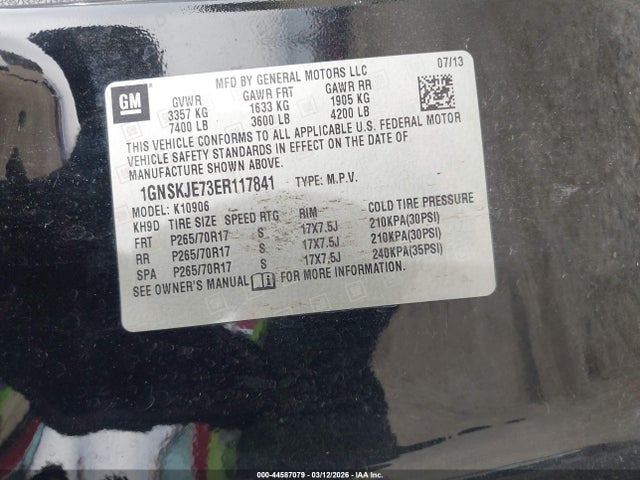 GM
MFD BY GENERAL MOTORS LLC 07/13
GVWR GAWR FRT GAWR RR
3357 KG 1633 KG 1905 KG
7400 LB 3600 LB 4200 LB
THIS VEHICLE CONFORMS TO ALL APPLICABLE U.S. FEDERAL MOTOR
VEHICLE SAFETY STANDARDS IN EFFECT ON THE DATE OF
MANUFACTURE SHOWN ABOVE.
1GNSKJE73ER117841 TYPE: M.P.V.
MODEL: K10906
KH9D TIRE SIZE SPEED RTG RIM COLD TIRE PRESSURE
FRT P265/70R17 S 17X7.5J 210KPA(30PSI)
RR P265/70R17 S 17X7.5J 210KPA(30PSI)
SPA P265/70R17 S 17X7.5J 240KPA(35PSI)
SEE OWNER'S MANUAL FOR MORE INFORMATION.
000-44587079 - 03/12/2026 - IAAI Copyright